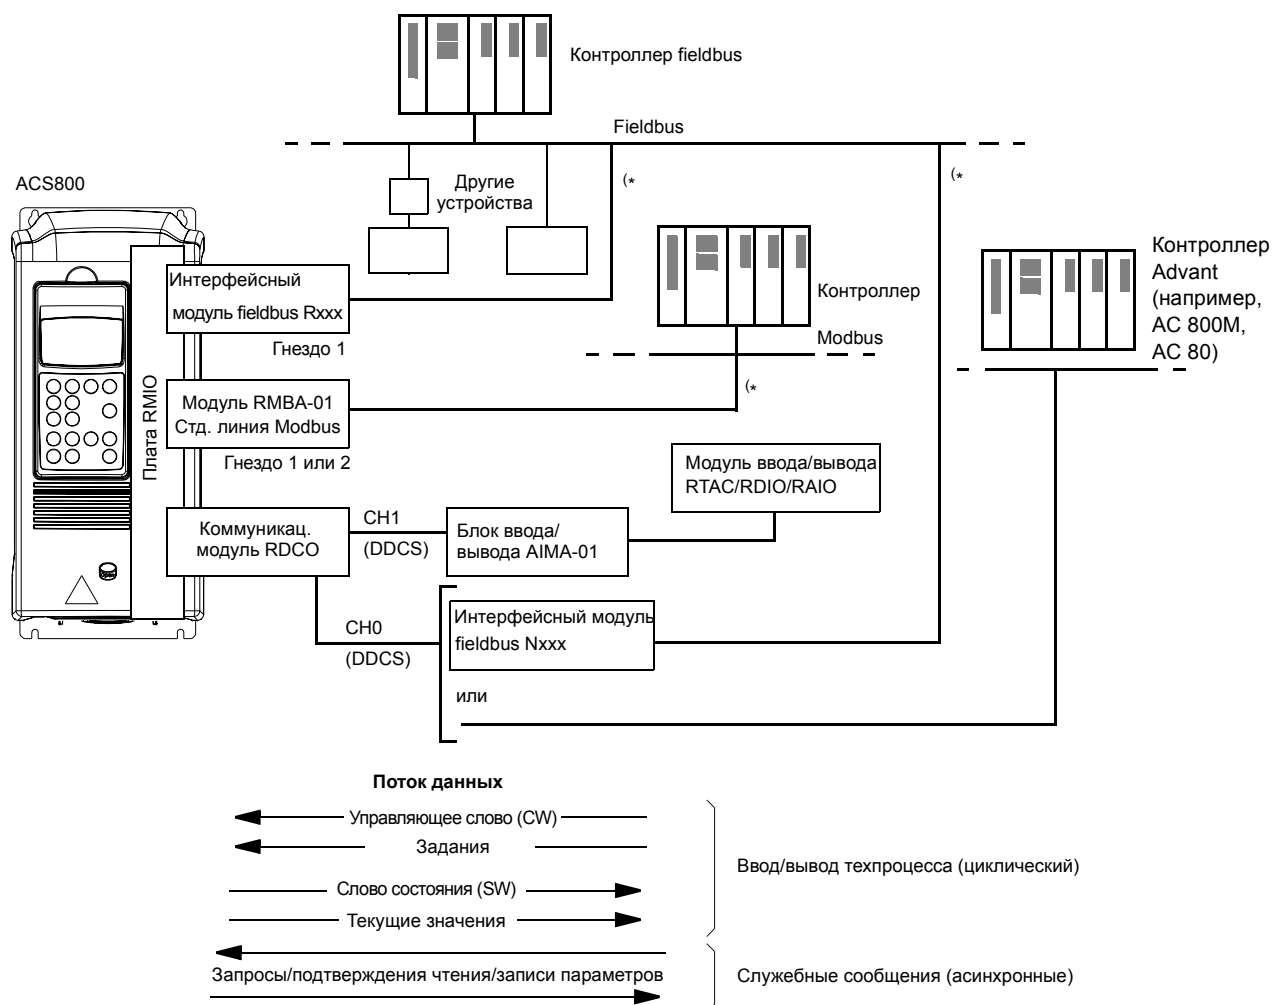 Контроллер fieldbus
Fieldbus
ACS800
Другие
устройства
(*
(*
Контроллер
Advant
(например,
AC 800M,
AC 80)
Интерфейсный
модуль fieldbus Rxxx
Гнездо 1
Контроллер
Modbus
(*
Плата RMIO
Модуль RMBA-01
Стд. линия Modbus
Гнездо 1 или 2
Модуль ввода/вывода
RTAC/RDIO/RAIO
Коммуникац.
модуль RDCO
CH1
(DDCS)
Блок ввода/
вывода AIMA-01
CH0
(DDCS)
Интерфейсный модуль
fieldbus Nxxx
или
Поток данных
Управляющее слово (CW)
Задания
Слово состояния (SW)
Текущие значения
Ввод/вывод техпроцесса (циклический)
Запросы/подтверждения чтения/записи параметров
Служебные сообщения (асинхронные)